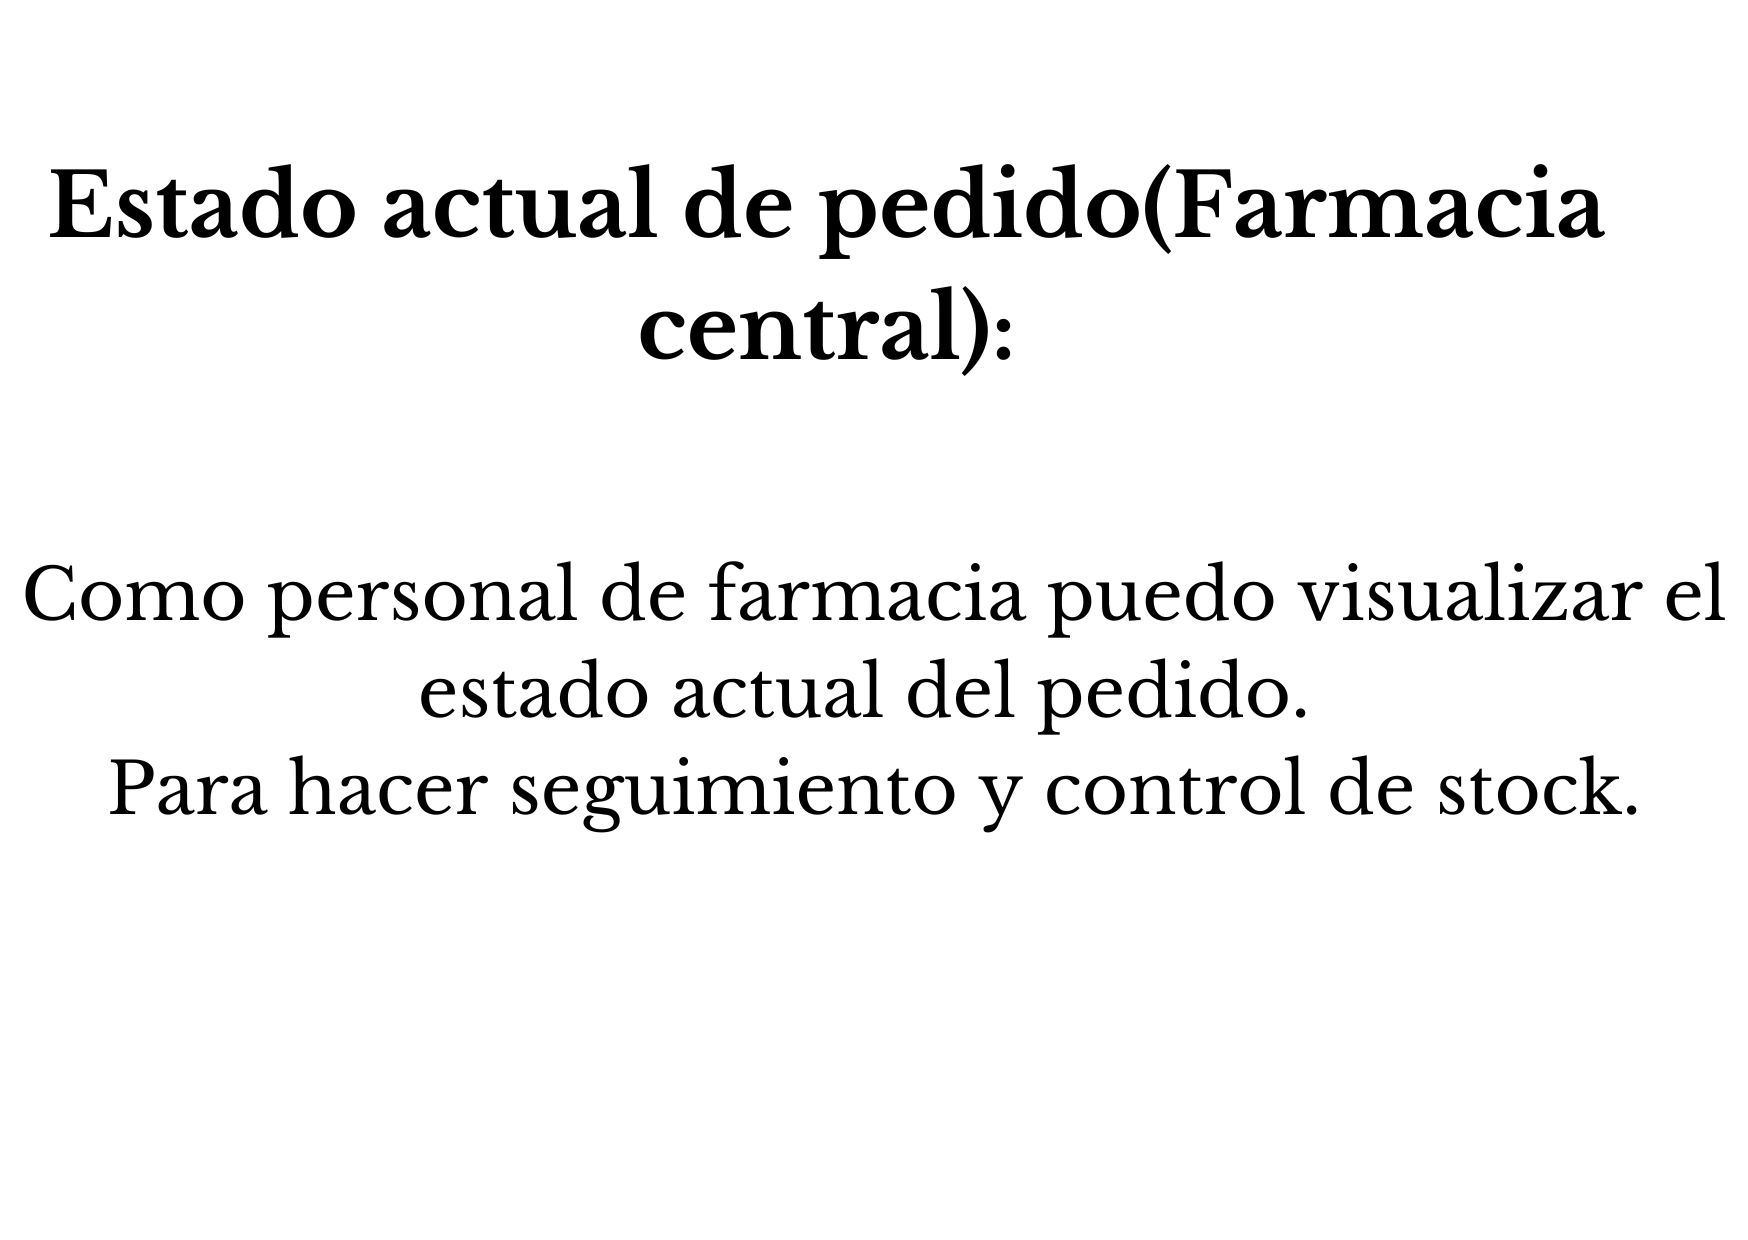 Estado actual de pedido(Farmacia
central):
Como personal de farmacia puedo visualizar el
estado actual del pedido.
Para hacer seguimiento y control de stock.